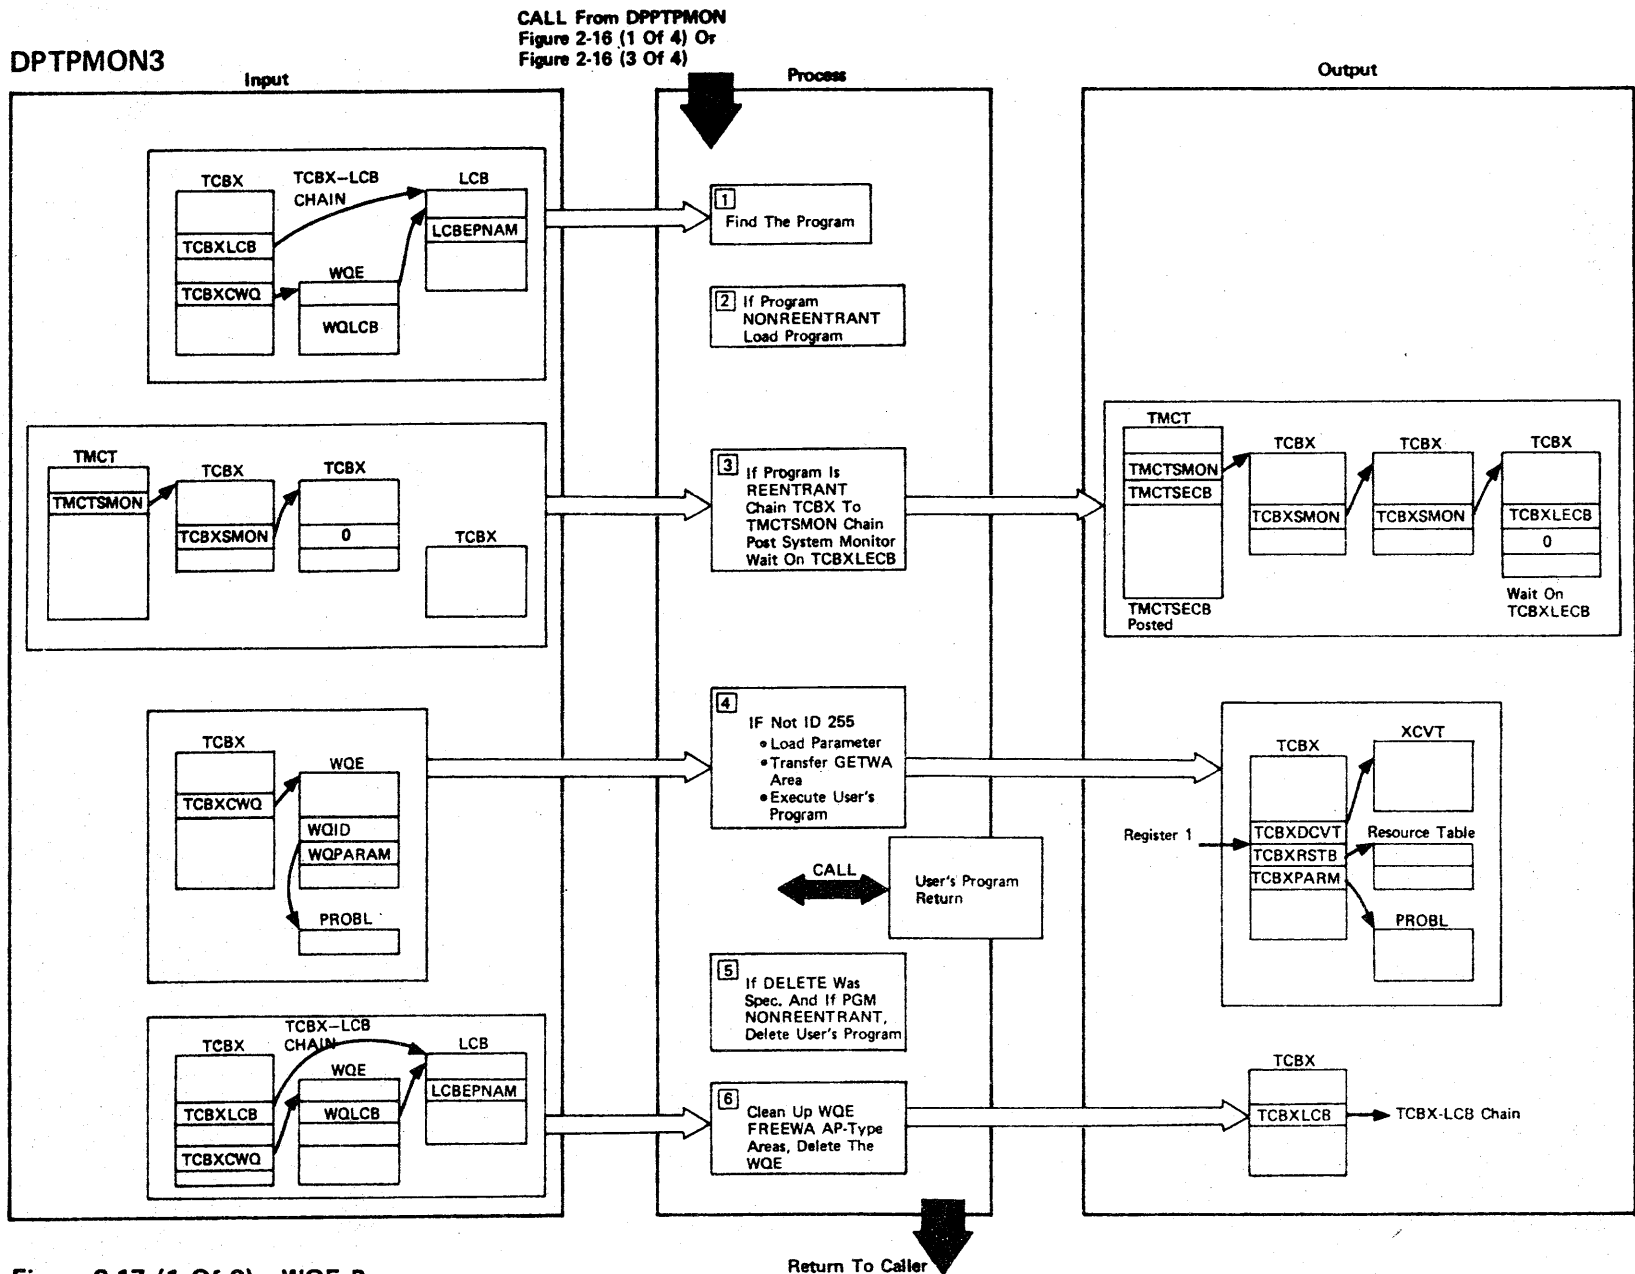 CALL From DPPTPMON
Figure 2-16 (1 Of 4) Or
Figure 2-16 (3 Of 4)
DPTPMON3
Input
Process
Output
TCBX
TCBX-LCB
CHAIN
LCB
TCBXLCB
LCBEPNAM
WQE
TCBXCWQ
WQLCB
1
Find The Program
2 If Program
NONREENTRANT
Load Program
TMCT
TCBX
TCBX
TMCTSMON
TCBXSMON
0
TCBX
3 If Program Is
REENTRANT
Chain TCBX To
TMCTSMON Chain
Post System Monitor
Wait On TCBXLECB
TMCT
TCBX
TCBX
TCBX
TMCTSMON
TMCTSECB
TCBXSMON
TCBXSMON
TCBXLECB
0
TMCTSECB
Posted
Wait On
TCBXLECB
TCBX
WQE
TCBXCWQ
WQID
WQPARAM
PROBL
4
IF Not ID 255
• Load Parameter
• Transfer GETWA
Area
• Execute User's
Program
CALL
User's Program
Return
TCBX
XCVT
Register 1
TCBXDCVT
Resource Table
TCBXRSTB
TCBXPARM
PROBL
5
If DELETE Was
Spec. And If PGM
NONREENTRANT,
Delete User's Program
TCBX
TCBX-LCB
CHAIN
LCB
WQE
LCBEPNAM
TCBXLCB
WQLCB
TCBXCWQ
6 Clean Up WQE
FREEWA AP-Type
Areas, Delete The
WQE
TCBX
TCBXLCB
TCBX-LCB Chain
Return To Caller